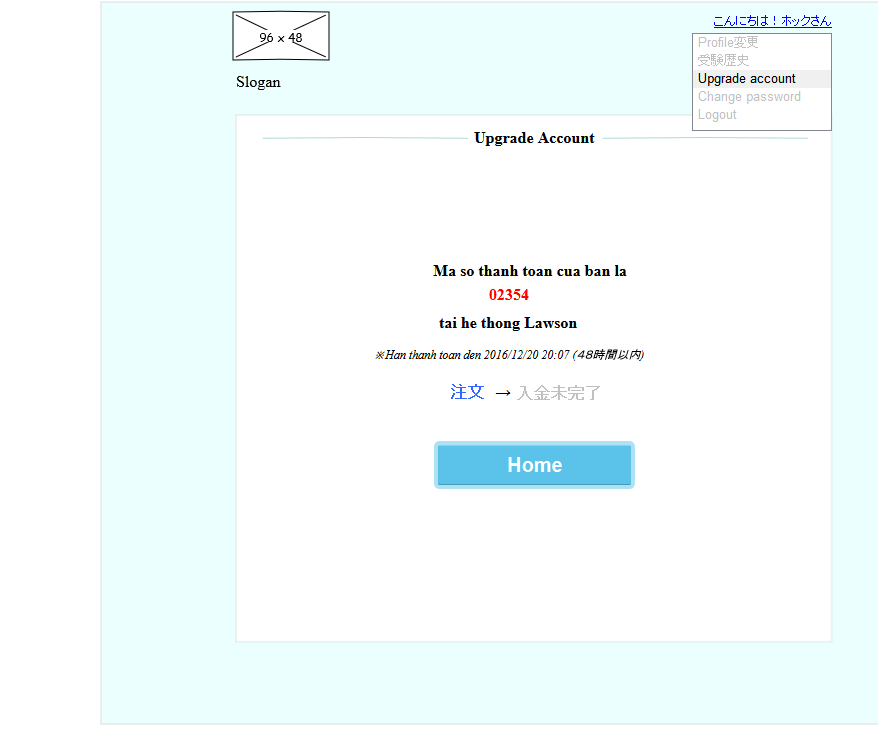 96 x 48
こんにちは！ホックさん
Profile変更
受験歴史
Slogan
Upgrade account
Change password
Logout
Upgrade Account
Ma so thanh toan cua ban la
02354
tai he thong Lawson
※Han thanh toan den 2016/12/20 20:07 (48時間以内)
注文 → 入金未完了
Home